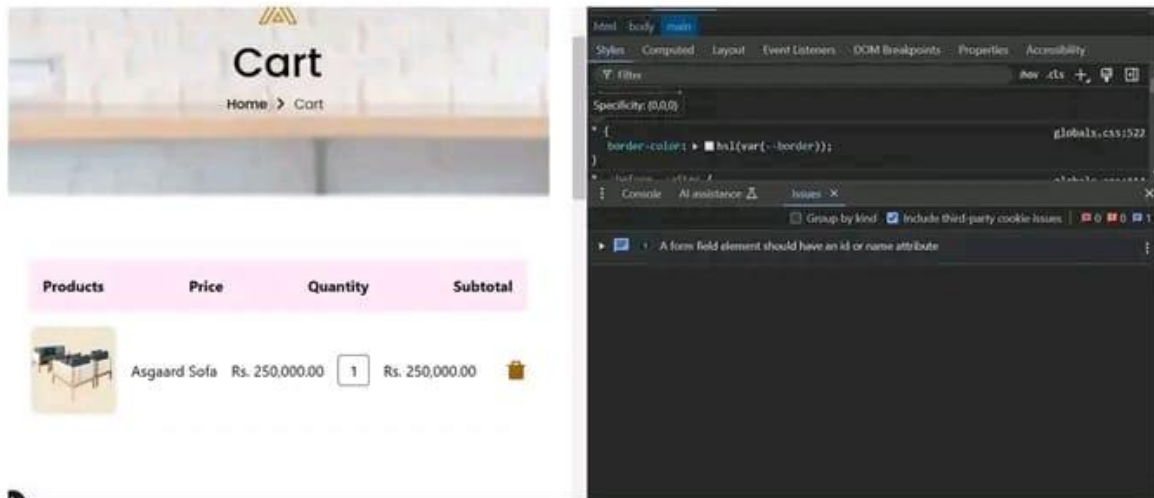 Cart
Home > Cart
Products Price Quantity Subtotal
Asgaard Sofa Rs. 250,000.00 1 Rs. 250,000.00
html body main
Styles Computed Layout Event Listeners DOM Breakpoints Properties Accessibility
Filter :hov .cls
Specificity: (0,0,0)
* { globals.css:522
border-color: hsl(var(--border));
}
Console AI assistance Issues ×
Group by kind Include third-party cookie issues 0 0 1
A form field element should have an id or name attribute